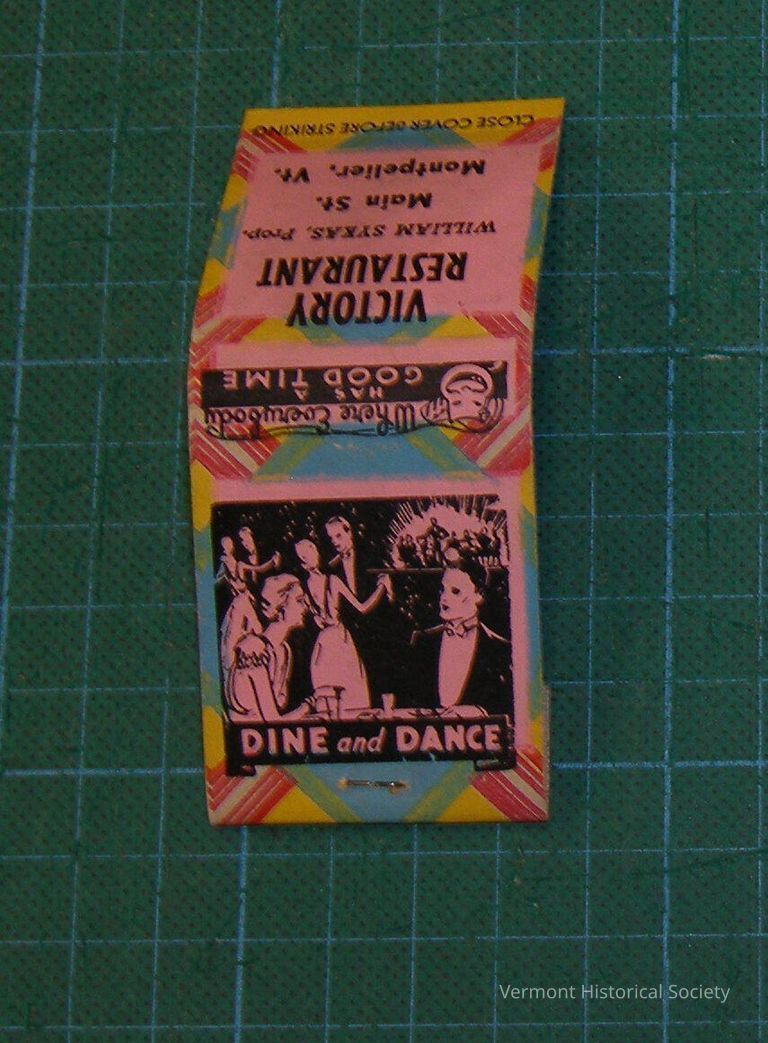 CLOSE COVER BEFORE STRIKING
VICTORY
RESTAURANT
WILLIAM SYKAS, Prop.
Main St.
Montpelier, Vt.
Where Everybody
HAS
A
GOOD TIME
DINE and DANCE
Vermont Historical Society